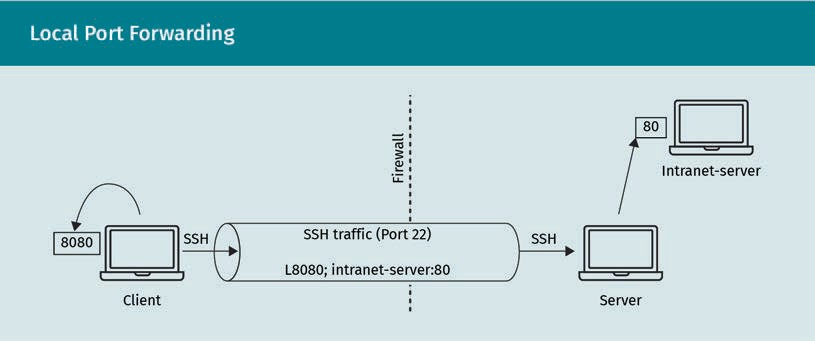 Local Port Forwarding
Firewall
80
Intranet-server
8080
SSH
SSH traffic (Port 22)
SSH
L8080; intranet-server:80
Client
Server